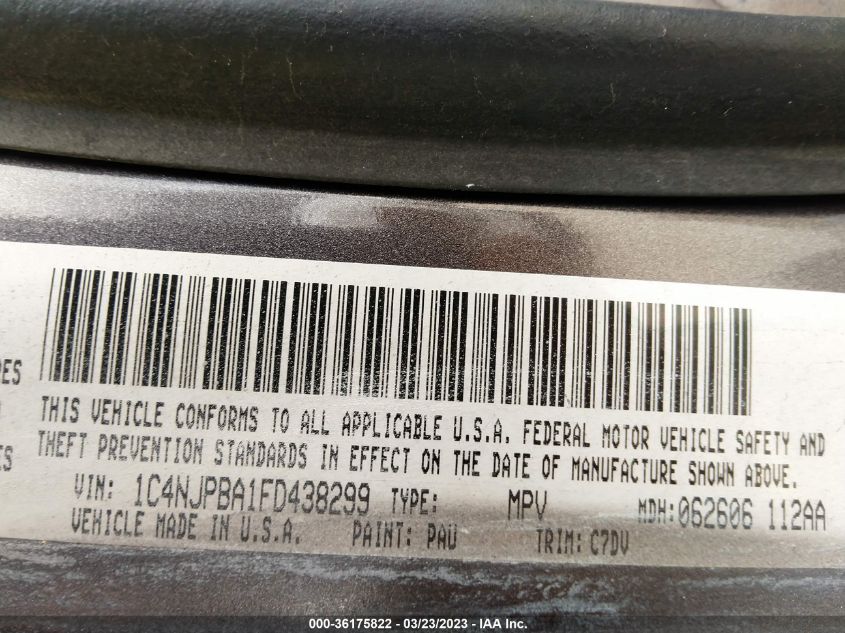 PES
THIS VEHICLE CONFORMS TO ALL APPLICABLE U.S.A. FEDERAL MOTOR VEHICLE SAFETY AND
ES THEFT PREVENTION STANDARDS IN EFFECT ON THE DATE OF MANUFACTURE SHOWN ABOVE.
VIN: 1C4NJPBA1FD438299 TYPE: MPV MDH:062606 112AA
VEHICLE MADE IN U.S.A. PAINT: PAU TRIM: C7DV
000-36175822 - 03/23/2023 - IAA Inc.